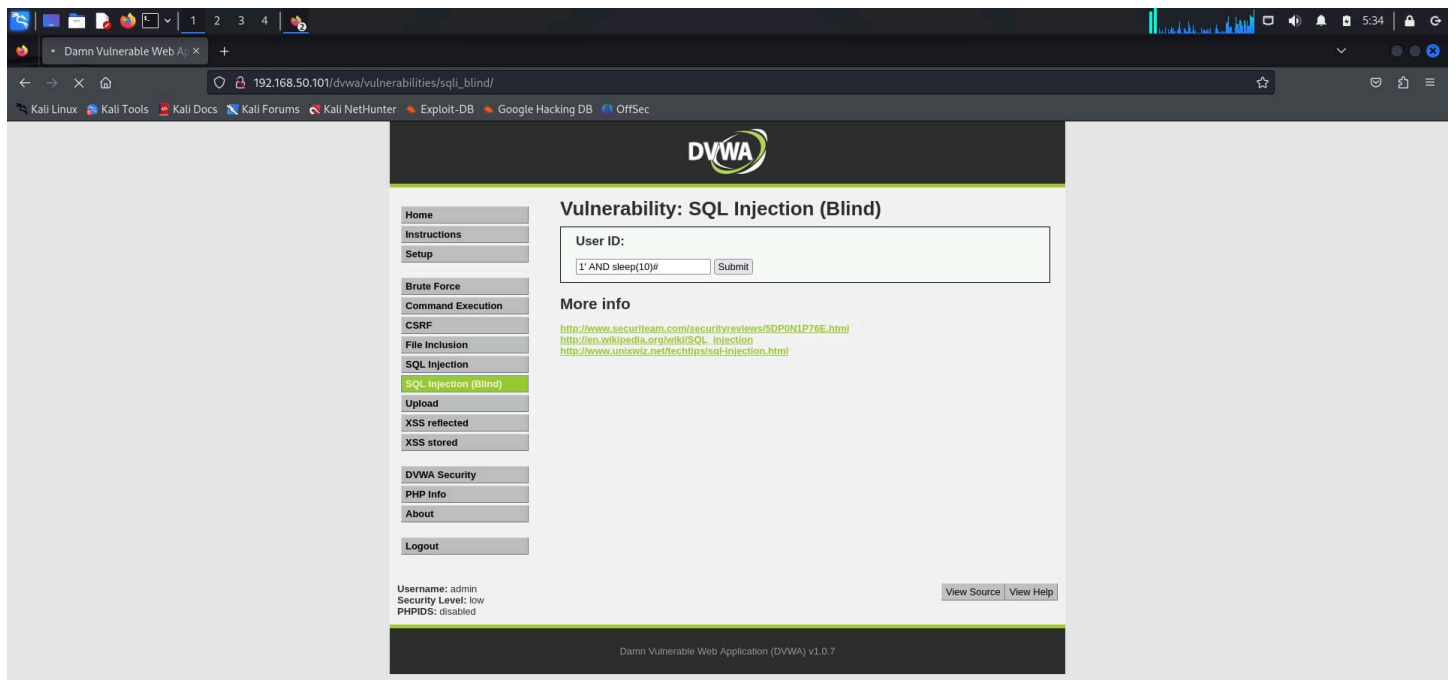 1 2 3 4 5:34
Damn Vulnerable Web Ap
192.168.50.101/dvwa/vulnerabilities/sqli_blind/
Kali Linux Kali Tools Kali Docs Kali Forums Kali NetHunter Exploit-DB Google Hacking DB OffSec
DVWA
Home
Instructions
Setup
Brute Force
Command Execution
CSRF
File Inclusion
SQL Injection
SQL Injection (Blind)
Upload
XSS reflected
XSS stored
DVWA Security
PHP Info
About
Logout
Vulnerability: SQL Injection (Blind)
User ID:
1' AND sleep(10)# Submit
More info
http://www.securiteam.com/securityreviews/5DP0N1P76E.html
http://en.wikipedia.org/wiki/SQL_injection
http://www.unixwiz.net/techtips/sql-injection.html
Username: admin
Security Level: low
PHPIDS: disabled
View Source View Help
Damn Vulnerable Web Application (DVWA) v1.0.7